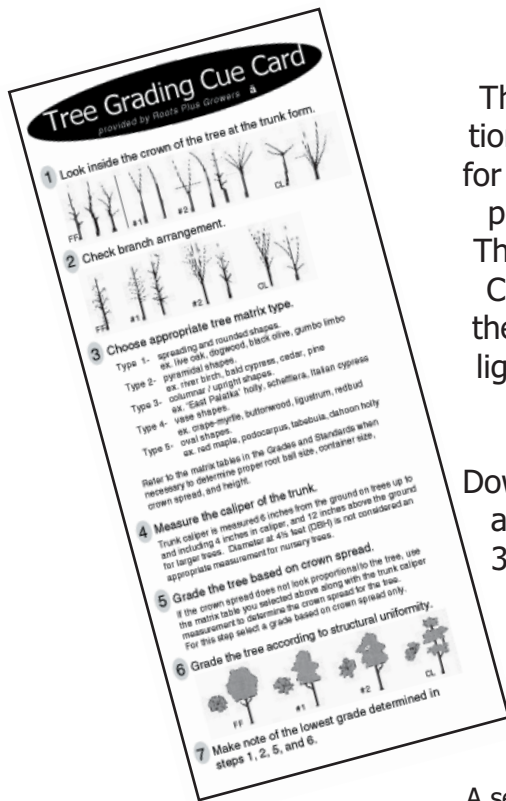 Tree Grading Cue Card
provided by Roots Plus Growers
1 Look inside the crown of the tree at the trunk form.
FF #1 #2 CL
2 Check branch arrangement.
FF #1 #2 CL
3 Choose appropriate tree matrix type.
Type 1- spreading and rounded shapes.
ex. live oak, dogwood, black olive, gumbo limbo
Type 2- pyramidal shapes.
ex. river birch, bald cypress, cedar, pine
Type 3- columnar / upright shapes.
ex. 'East Palatka' holly, schefflera, Italian cypress
Type 4- vase shapes.
ex. crape-myrtle, buttonwood, ligustrum, redbud
Type 5- oval shapes.
ex. red maple, podocarpus, tabebuia, dahoon holly
Refer to the matrix tables in the Grades and Standards when
necessary to determine proper root ball size, container size,
crown spread, and height.
4 Measure the caliper of the trunk.
Trunk caliper is measured 6 inches from the ground on trees up to
and including 4 inches in caliper, and 12 inches above the ground
for larger trees. Diameter at 4½ feet (DBH) is not considered an
appropriate measurement for nursery trees.
5 Grade the tree based on crown spread.
If the crown spread does not look proportional to the tree, use
the matrix table you selected above along with the trunk caliper
measurement to determine the crown spread for the tree.
For this step select a grade based on crown spread only.
6 Grade the tree according to structural uniformity.
FF #1 #2 CL
7 Make note of the lowest grade determined in
steps 1, 2, 5, and 6.
Th
tion
for
p
Th
C
the
lig
Dow
a
3
A se